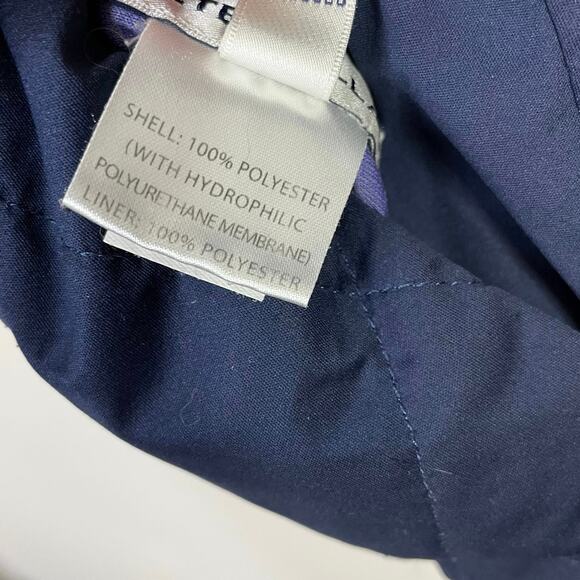 SHELL: 100% POLYESTER
(WITH HYDROPHILIC
POLYURETHANE MEMBRANE)
LINER: 100% POLYESTER